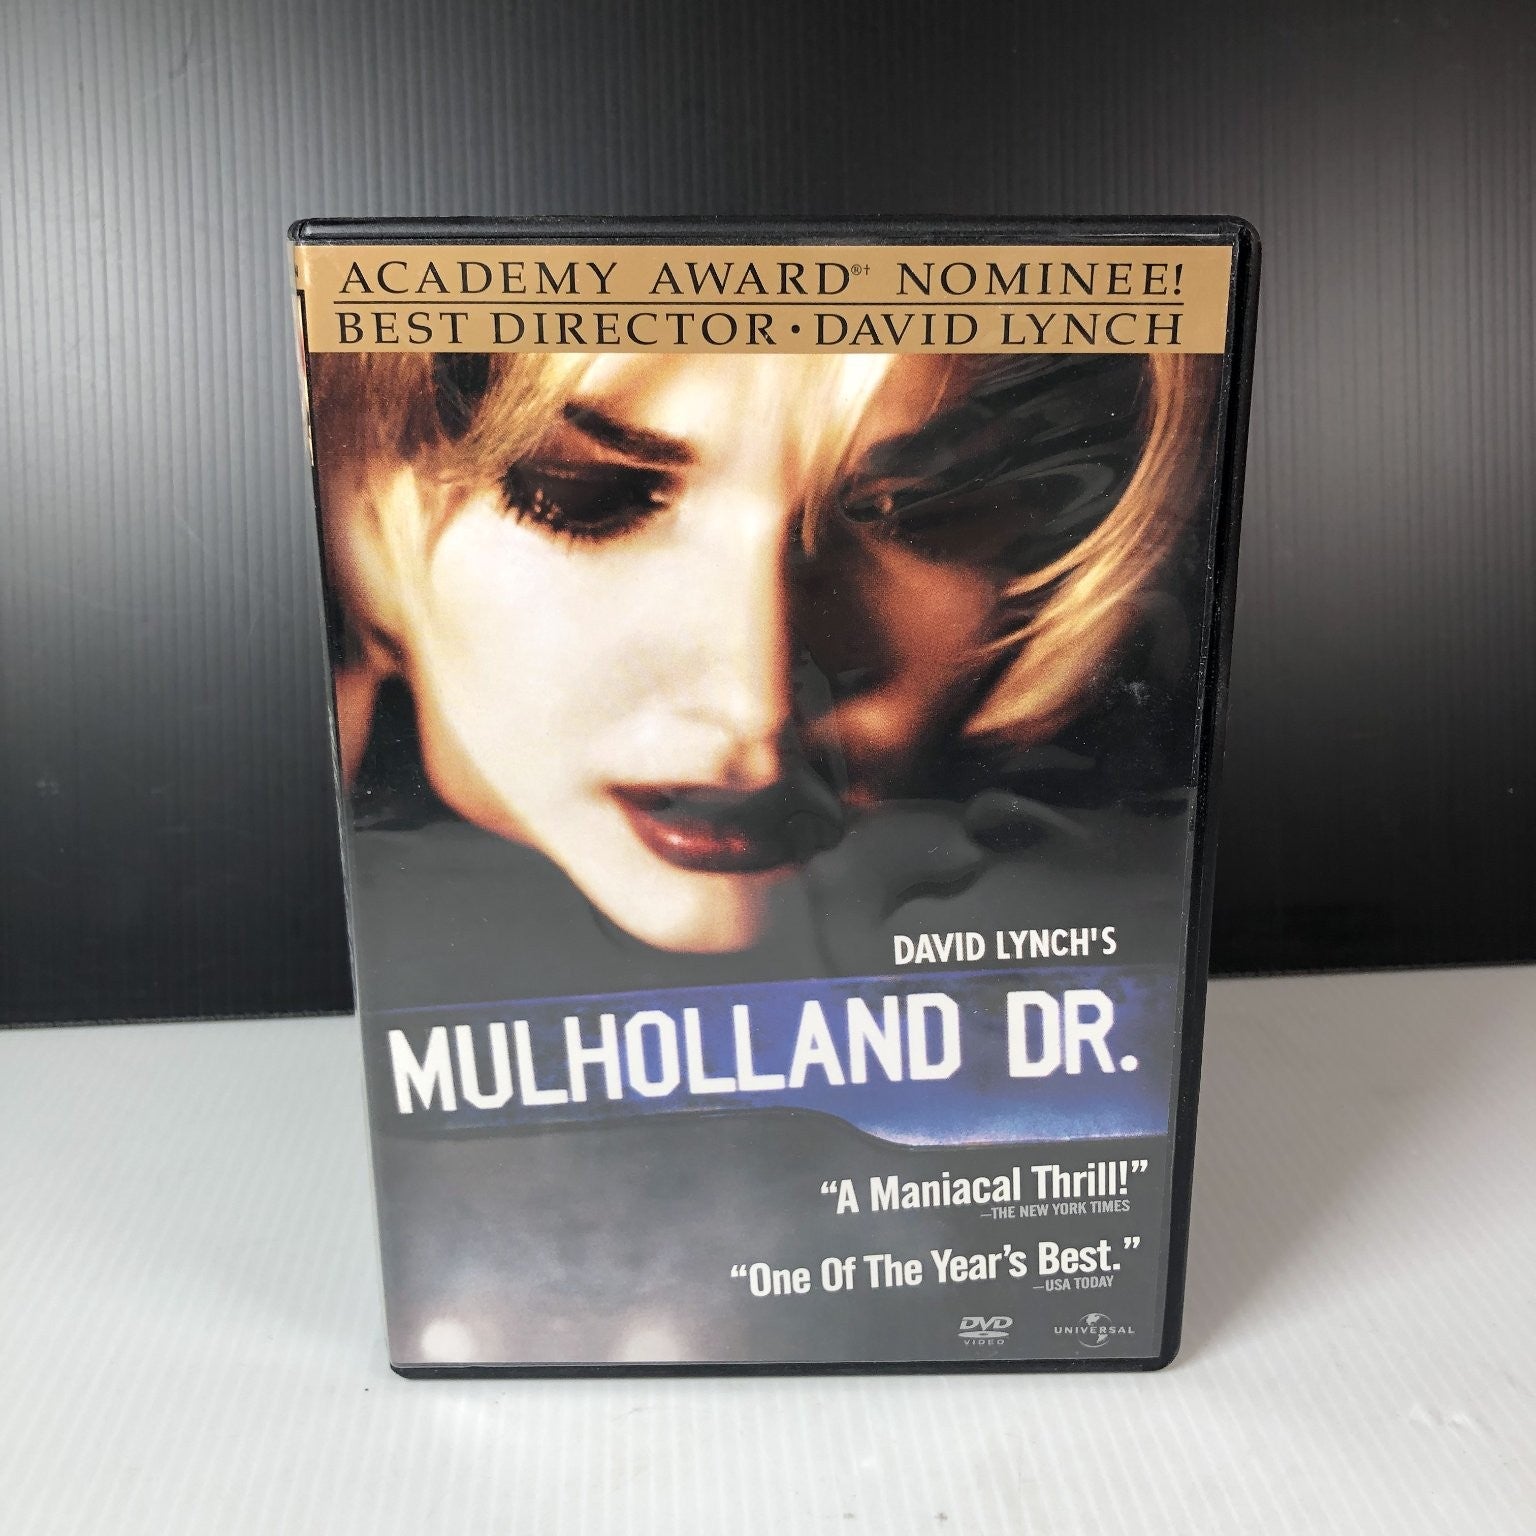 ACADEMY AWARD®† NOMINEE!
BEST DIRECTOR • DAVID LYNCH
DAVID LYNCH'S
MULHOLLAND DR.
“A Maniacal Thrill!”
—THE NEW YORK TIMES
“One Of The Year’s Best.”
—USA TODAY
DVD
VIDEO
UNIVERSAL